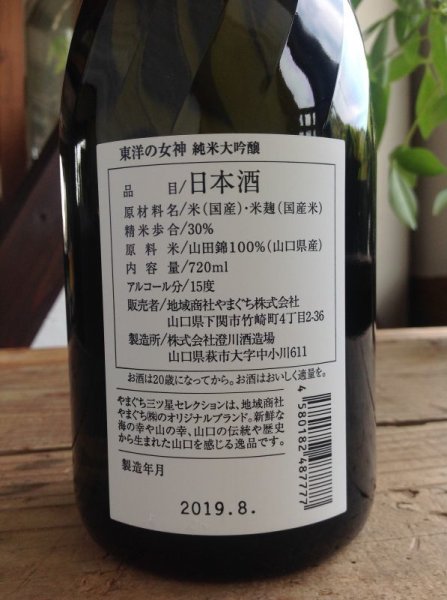 東洋の女神 純米大吟醸
品 目/日本酒
原材料名/米(国産)・米麹(国産米)
精米歩合/30%
原 料 米/山田錦100%(山口県産)
内 容 量/720ml
アルコール分/15度
販売者/地域商社やまぐち株式会社
山口県下関市竹崎町4丁目2-36
製造所/株式会社澄川酒造場
山口県萩市大字中小川611
お酒は20歳になってから。お酒はおいしく適量を。
やまぐち三ツ星セレクションは、地域商社
やまぐち㈱のオリジナルブランド。新鮮な
海の幸や山の幸、山口の伝統や歴史
から生まれた山口を感じる逸品です。
製造年月
2019.8.
4 580182 487777